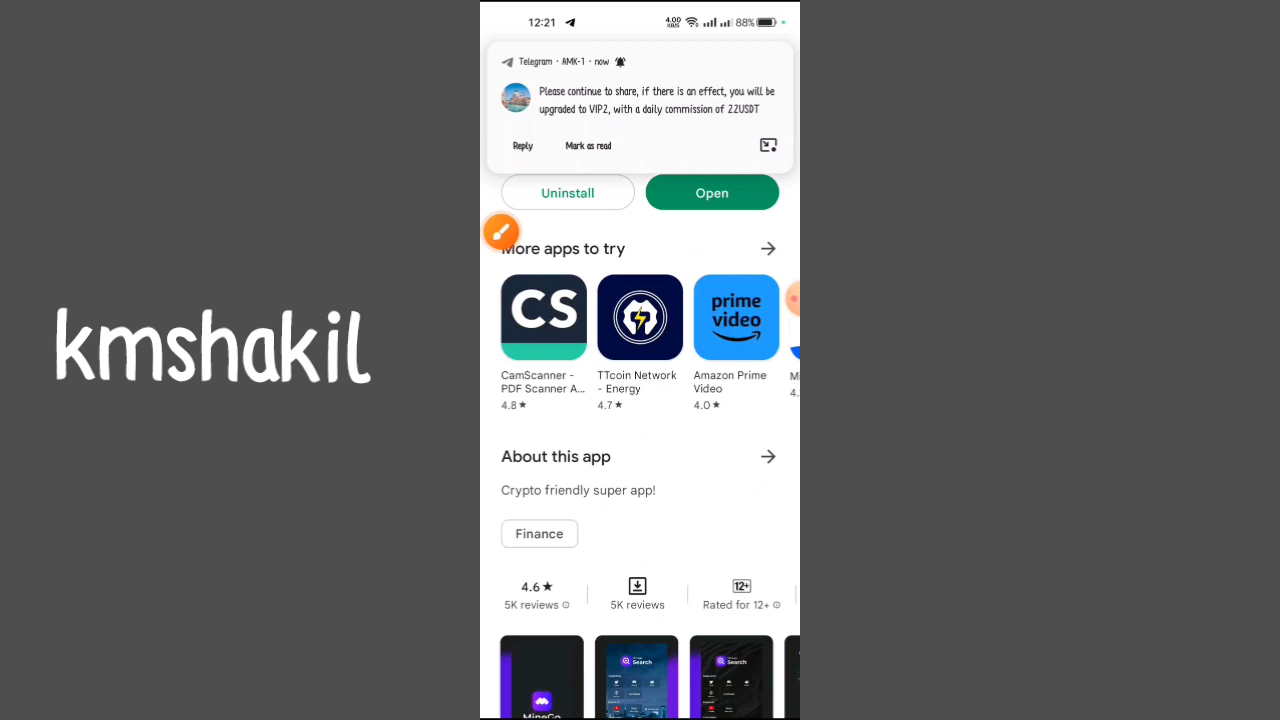 12:21
4.00
KB/S
88%
Telegram · AMK-1 · now
Please continue to share, if there is an effect, you will be
upgraded to VIP2, with a daily commission of 22USDT
Reply
Mark as read
Uninstall
Open
More apps to try
CS
prime
video
CamScanner -
PDF Scanner A...
4.8★
TTcoin Network
- Energy
4.7★
Amazon Prime
Video
4.0★
4.
kmshakil
About this app
Crypto friendly super app!
Finance
4.6★
5K reviews
5K reviews
12+
Rated for 12+
MineGo
Search
Search